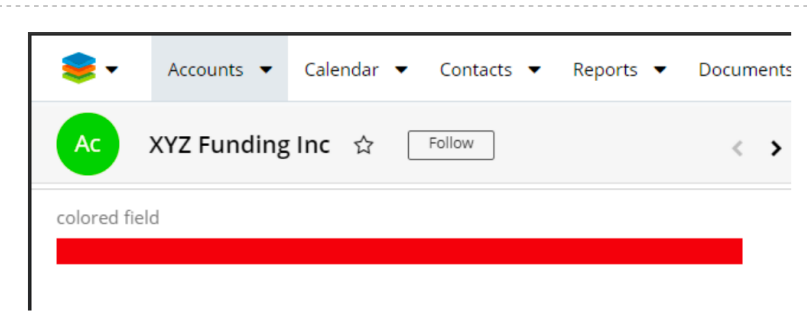 Accounts Calendar Contacts Reports Documents
Ac XYZ Funding Inc Follow
colored field